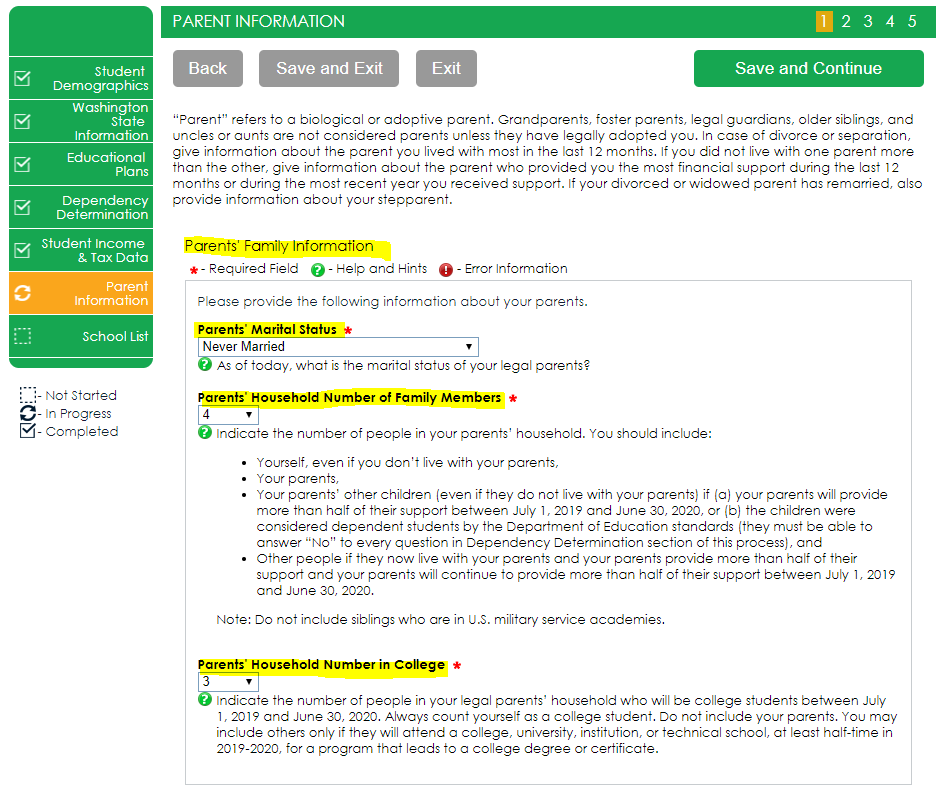 PARENT INFORMATION
1 2 3 4 5
Student
Demographics
Washington
State
Information
Educational
Plans
Dependency
Determination
Student Income
& Tax Data
Parent
Information
School List
- Not Started
- In Progress
- Completed
Back
Save and Exit
Exit
Save and Continue
“Parent” refers to a biological or adoptive parent. Grandparents, foster parents, legal guardians, older siblings, and
uncles or aunts are not considered parents unless they have legally adopted you. In case of divorce or separation,
give information about the parent you lived with most in the last 12 months. If you did not live with one parent more
than the other, give information about the parent who provided you the most financial support during the last 12
months or during the most recent year you received support. If your divorced or widowed parent has remarried, also
provide information about your stepparent.
Parents' Family Information
* - Required Field ? - Help and Hints ! - Error Information
Please provide the following information about your parents.
Parents' Marital Status *
Never Married
? As of today, what is the marital status of your legal parents?
Parents' Household Number of Family Members *
4
? Indicate the number of people in your parents’ household. You should include:
• Yourself, even if you don’t live with your parents,
• Your parents,
• Your parents’ other children (even if they do not live with your parents) if (a) your parents will provide
more than half of their support between July 1, 2019 and June 30, 2020, or (b) the children were
considered dependent students by the Department of Education standards (they must be able to
answer “No” to every question in Dependency Determination section of this process), and
• Other people if they now live with your parents and your parents provide more than half of their
support and your parents will continue to provide more than half of their support between July 1, 2019
and June 30, 2020.
Note: Do not include siblings who are in U.S. military service academies.
Parents' Household Number in College *
3
? Indicate the number of people in your legal parents’ household who will be college students between July
1, 2019 and June 30, 2020. Always count yourself as a college student. Do not include your parents. You may
include others only if they will attend a college, university, institution, or technical school, at least half-time in
2019-2020, for a program that leads to a college degree or certificate.